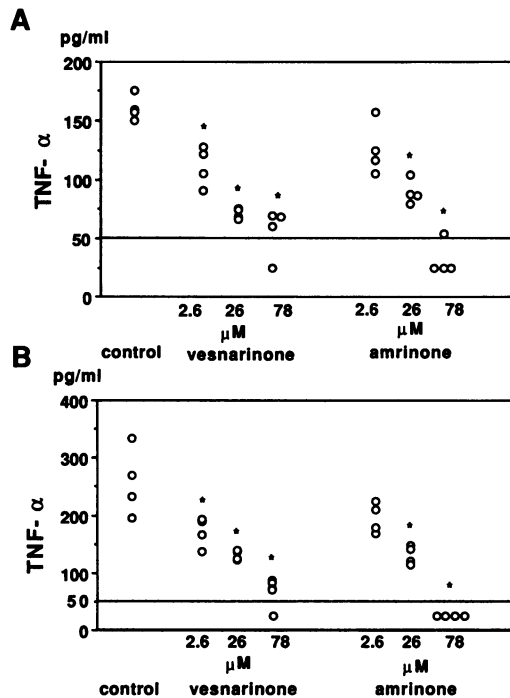 A
pg/ml
200
150
100
50
0
TNF- α
2.6 26 78 2.6 26 78
μM μM
control vesnarinone amrinone
B
pg/ml
400
300
200
100
50
0
TNF- α
2.6 26 78 2.6 26 78
μM μM
control vesnarinone amrinone